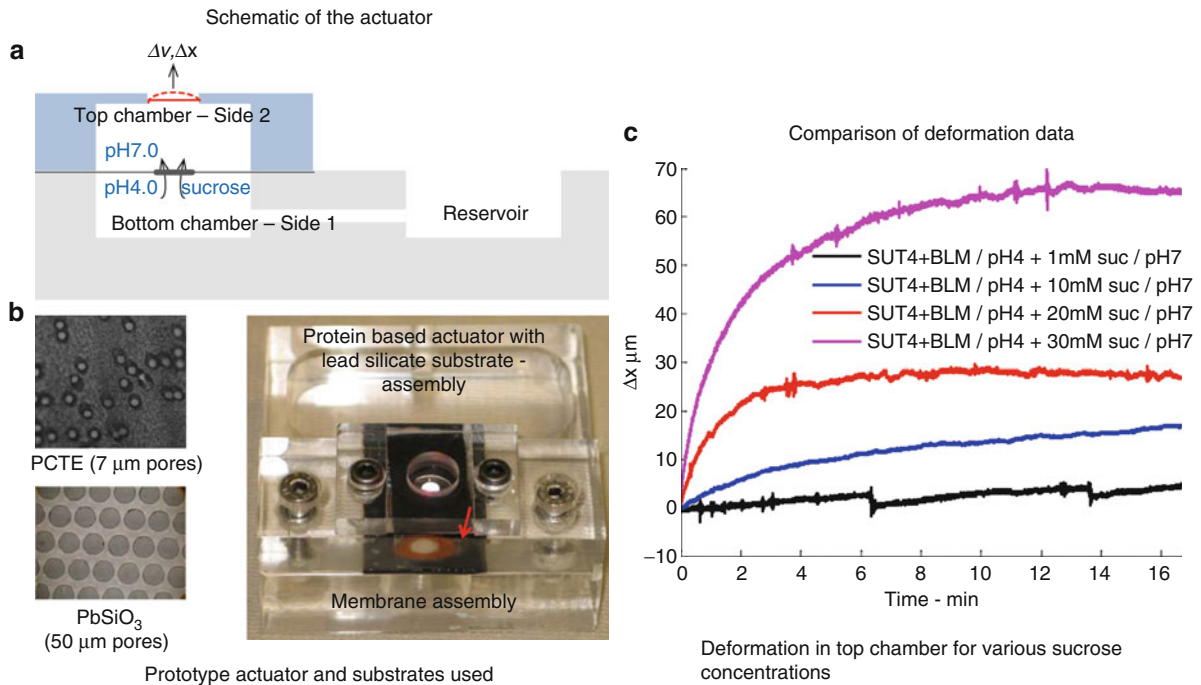 Schematic of the actuator
a
Δv,Δx
Top chamber – Side 2
pH7.0
pH4.0 sucrose
Bottom chamber – Side 1
Reservoir
b
PCTE (7 μm pores)
PbSiO3
(50 μm pores)
Protein based actuator with
lead silicate substrate -
assembly
Membrane assembly
Prototype actuator and substrates used
c
Comparison of deformation data
70
60
50
40
30
20
10
0
−10
Δx μm
SUT4+BLM / pH4 + 1mM suc / pH7
SUT4+BLM / pH4 + 10mM suc / pH7
SUT4+BLM / pH4 + 20mM suc / pH7
SUT4+BLM / pH4 + 30mM suc / pH7
0 2 4 6 8 10 12 14 16
Time - min
Deformation in top chamber for various sucrose
concentrations